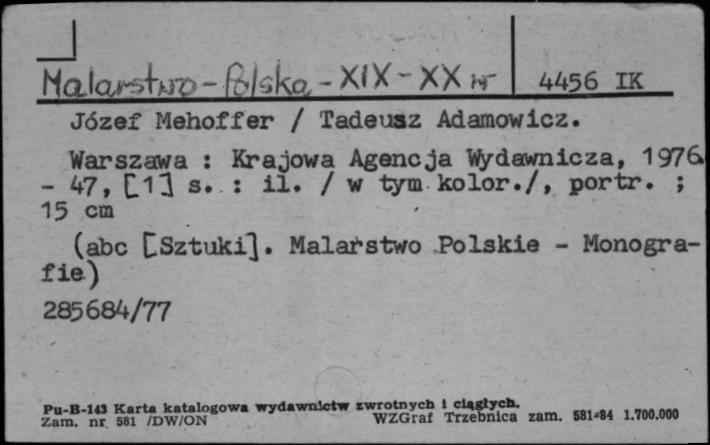 Malarstwo - Polska - XIX - XX w
4456 IK
Józef Mehoffer / Tadeusz Adamowicz.
Warszawa : Krajowa Agencja Wydawnicza, 1976.
- 47, [1] s. : il. / w tym kolor./, portr. ;
15 cm
(abc [Sztuki]. Malarstwo Polskie - Monogra-
fie)
285684/77
Pu-B-143 Karta katalogowa wydawnictw zwrotnych i ciągłych.
Zam. nr. 581 /DW/ON WZGraf Trzebnica zam. 581-84 1.700.000